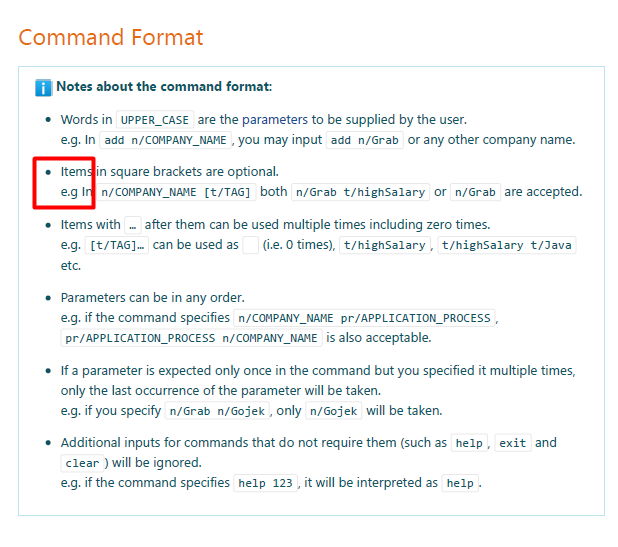 Command Format
Notes about the command format:
• Words in UPPER_CASE are the parameters to be supplied by the user.
e.g. In add n/COMPANY_NAME , you may input add n/Grab or any other company name.
• Items in square brackets are optional.
e.g In n/COMPANY_NAME [t/TAG] both n/Grab t/highSalary or n/Grab are accepted.
• Items with … after them can be used multiple times including zero times.
e.g. [t/TAG]… can be used as (i.e. 0 times), t/highSalary , t/highSalary t/Java
etc.
• Parameters can be in any order.
e.g. if the command specifies n/COMPANY_NAME pr/APPLICATION_PROCESS ,
pr/APPLICATION_PROCESS n/COMPANY_NAME is also acceptable.
• If a parameter is expected only once in the command but you specified it multiple times,
only the last occurrence of the parameter will be taken.
e.g. if you specify n/Grab n/Gojek , only n/Gojek will be taken.
• Additional inputs for commands that do not require them (such as help , exit and
clear ) will be ignored.
e.g. if the command specifies help 123 , it will be interpreted as help .